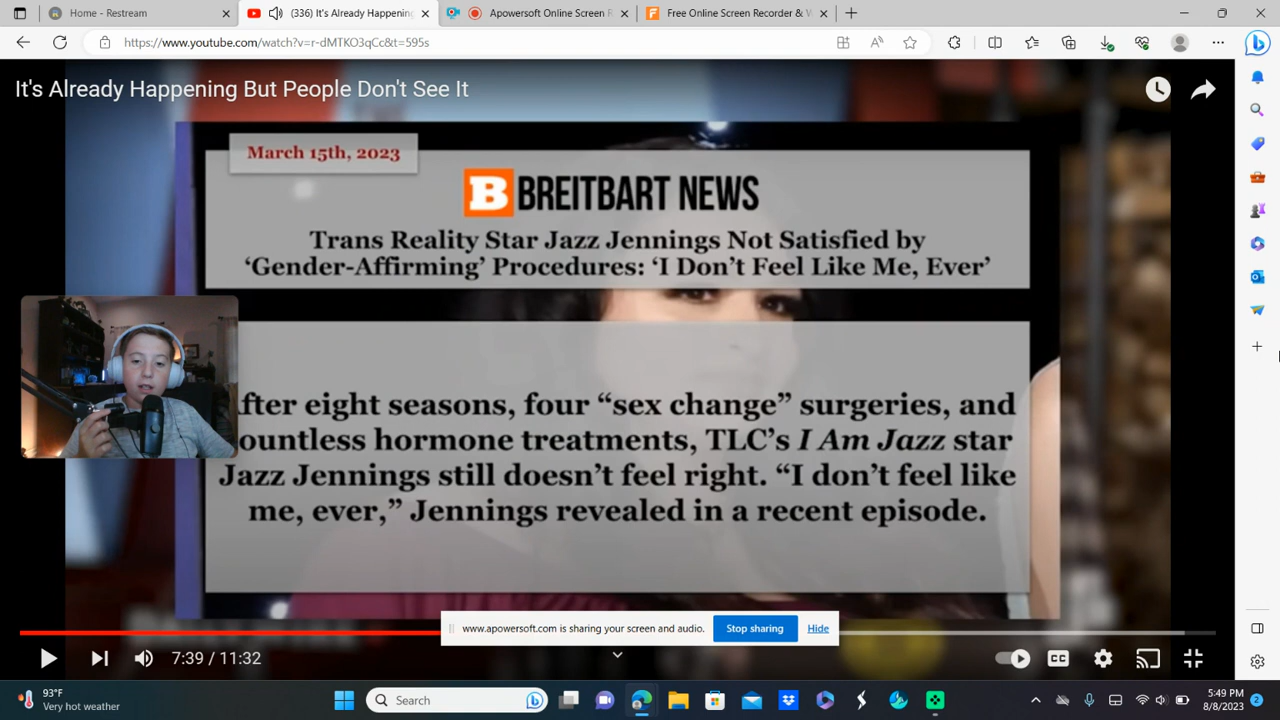 Home - Restream
(336) It's Already Happening
Apowersoft Online Screen R
Free Online Screen Recorder & W
https://www.youtube.com/watch?v=r-dMTKO3qCc&t=595s
It's Already Happening But People Don't See It
March 15th, 2023
B BREITBART NEWS
Trans Reality Star Jazz Jennings Not Satisfied by
‘Gender-Affirming’ Procedures: ‘I Don’t Feel Like Me, Ever’
fter eight seasons, four “sex change” surgeries, and
ountless hormone treatments, TLC’s I Am Jazz star
Jazz Jennings still doesn’t feel right. “I don’t feel like
me, ever,” Jennings revealed in a recent episode.
www.apowersoft.com is sharing your screen and audio.
Stop sharing
Hide
7:39 / 11:32
CC
93°F
Very hot weather
Search
5:49 PM
8/8/2023
2